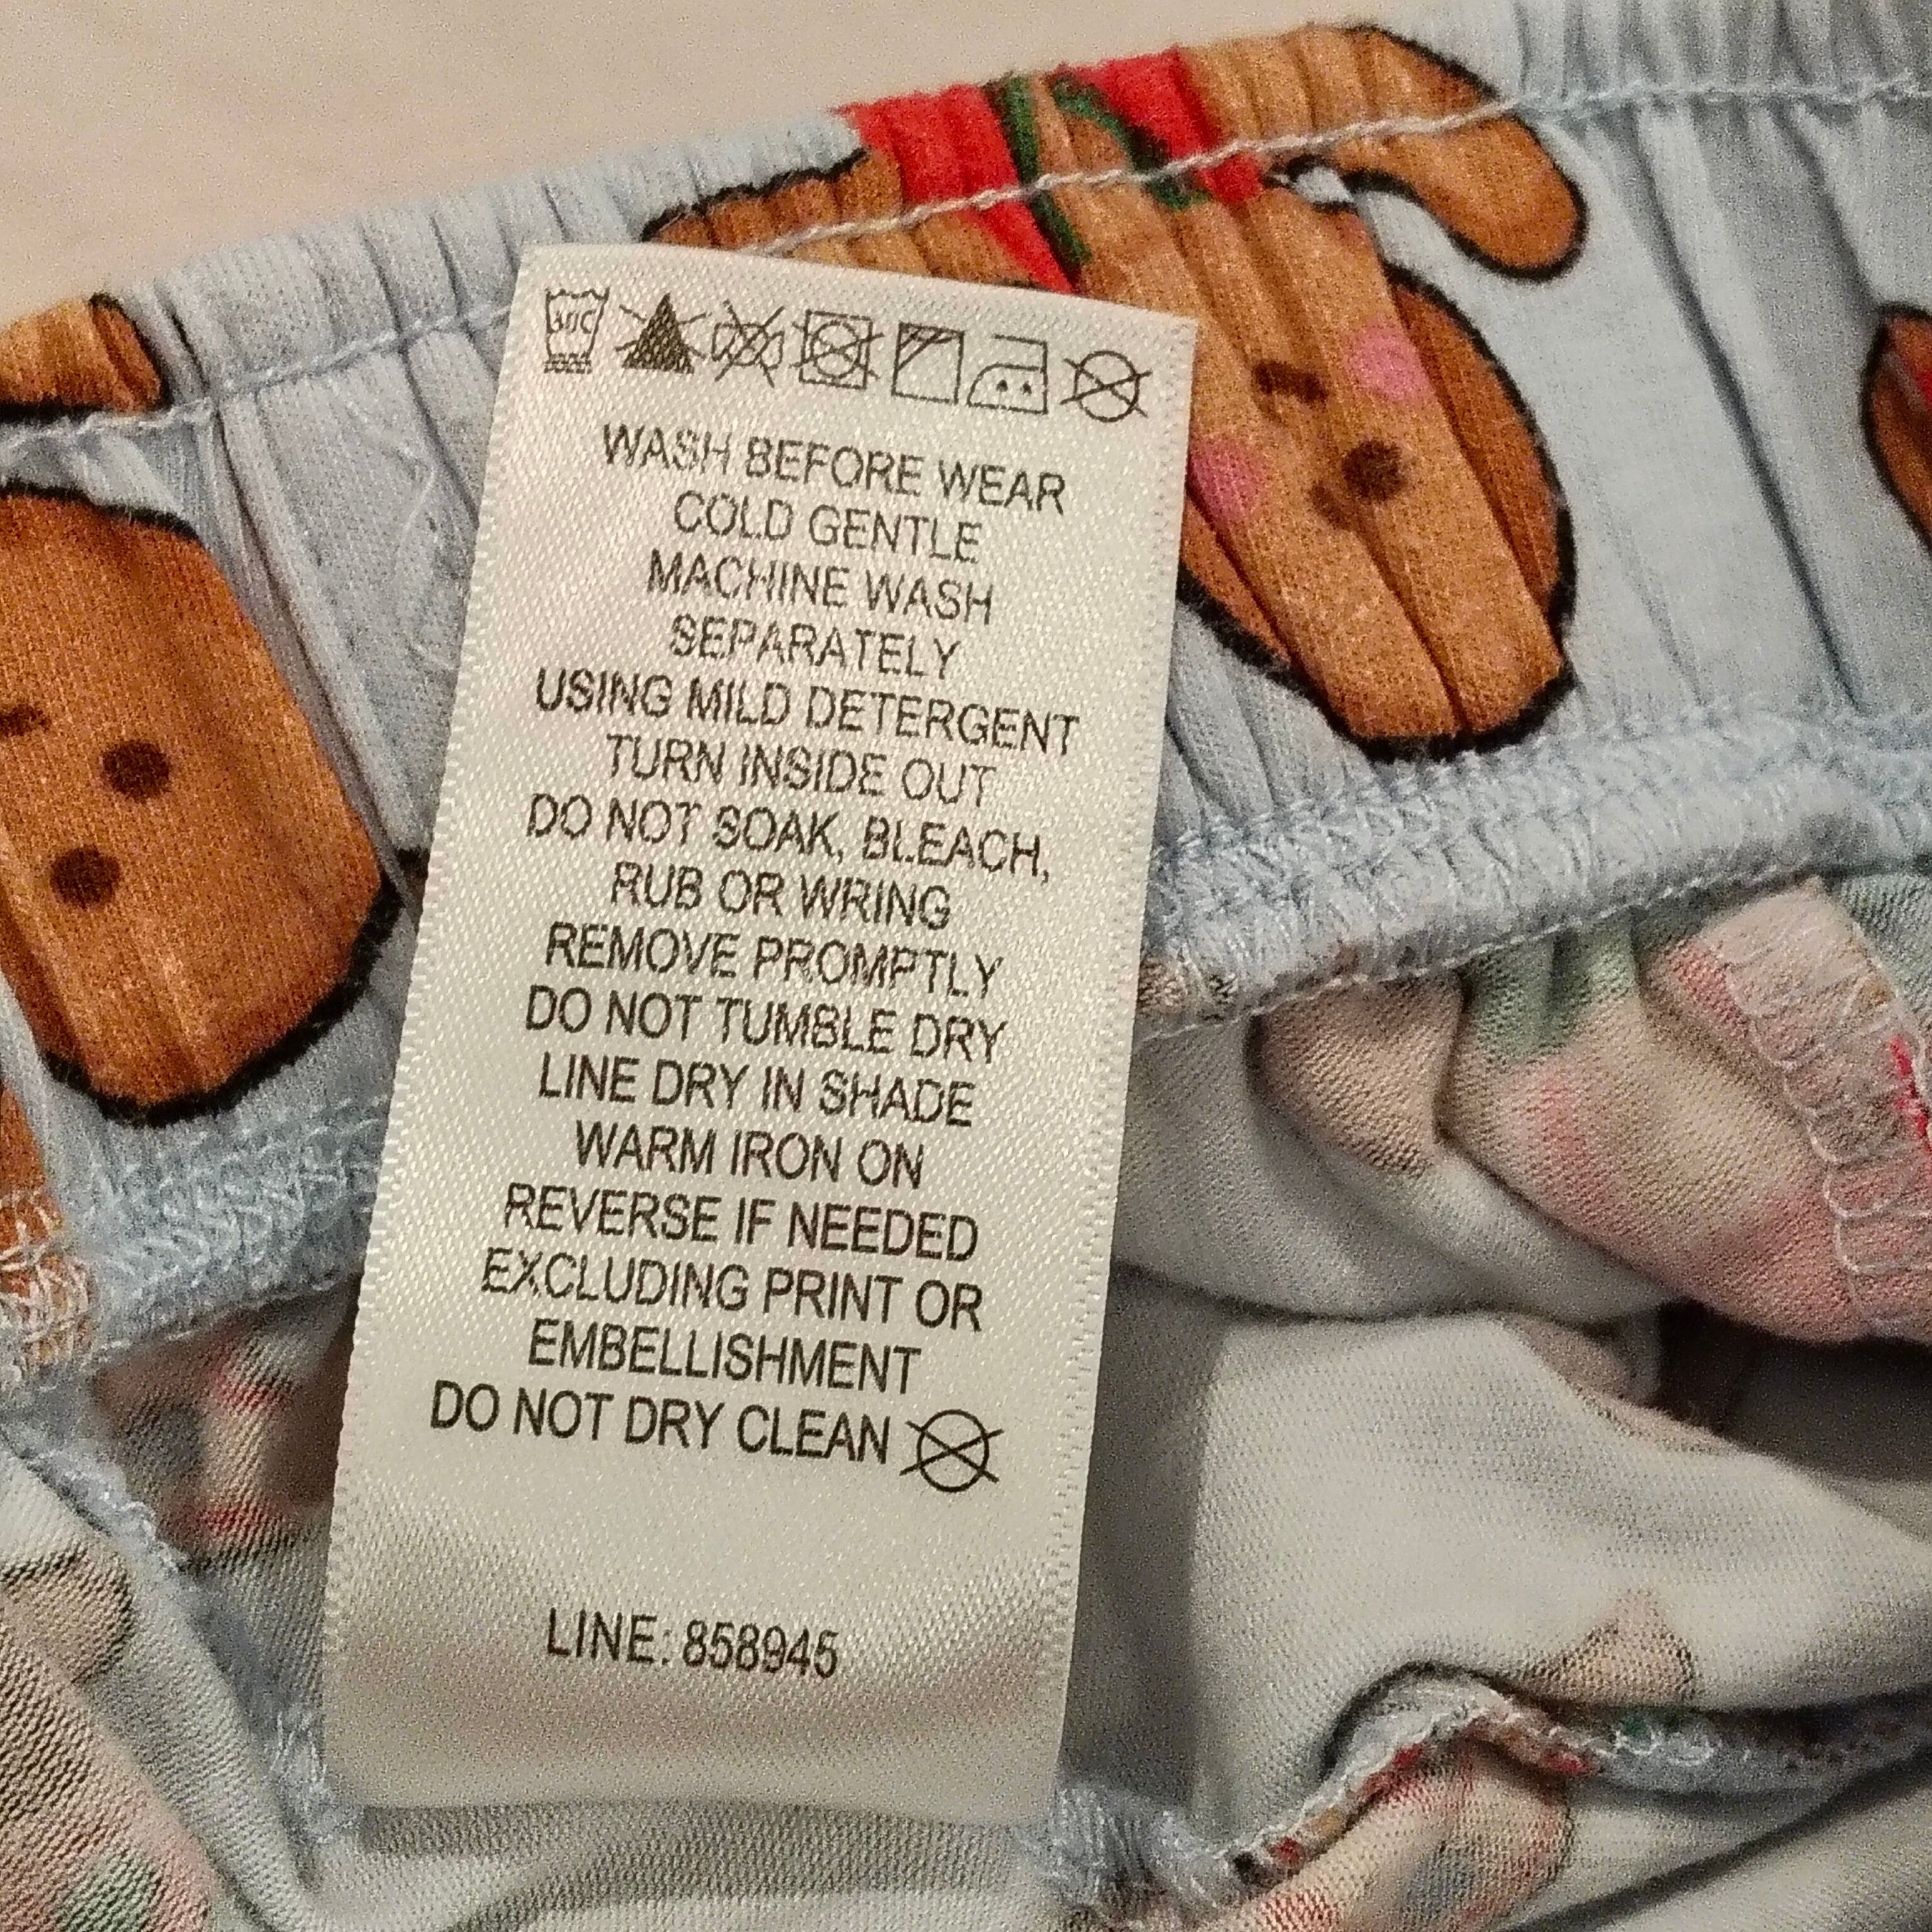 30C
WASH BEFORE WEAR
COLD GENTLE
MACHINE WASH
SEPARATELY
USING MILD DETERGENT
TURN INSIDE OUT
DO NOT SOAK, BLEACH,
RUB OR WRING
REMOVE PROMPTLY
DO NOT TUMBLE DRY
LINE DRY IN SHADE
WARM IRON ON
REVERSE IF NEEDED
EXCLUDING PRINT OR
EMBELLISHMENT
DO NOT DRY CLEAN
LINE: 858945